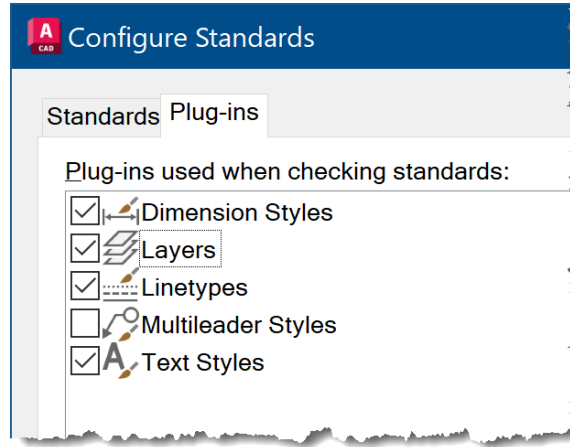 A
CAD
Configure Standards
Standards Plug-ins
Plug-ins used when checking standards:
Dimension Styles
Layers
Linetypes
Multileader Styles
A Text Styles